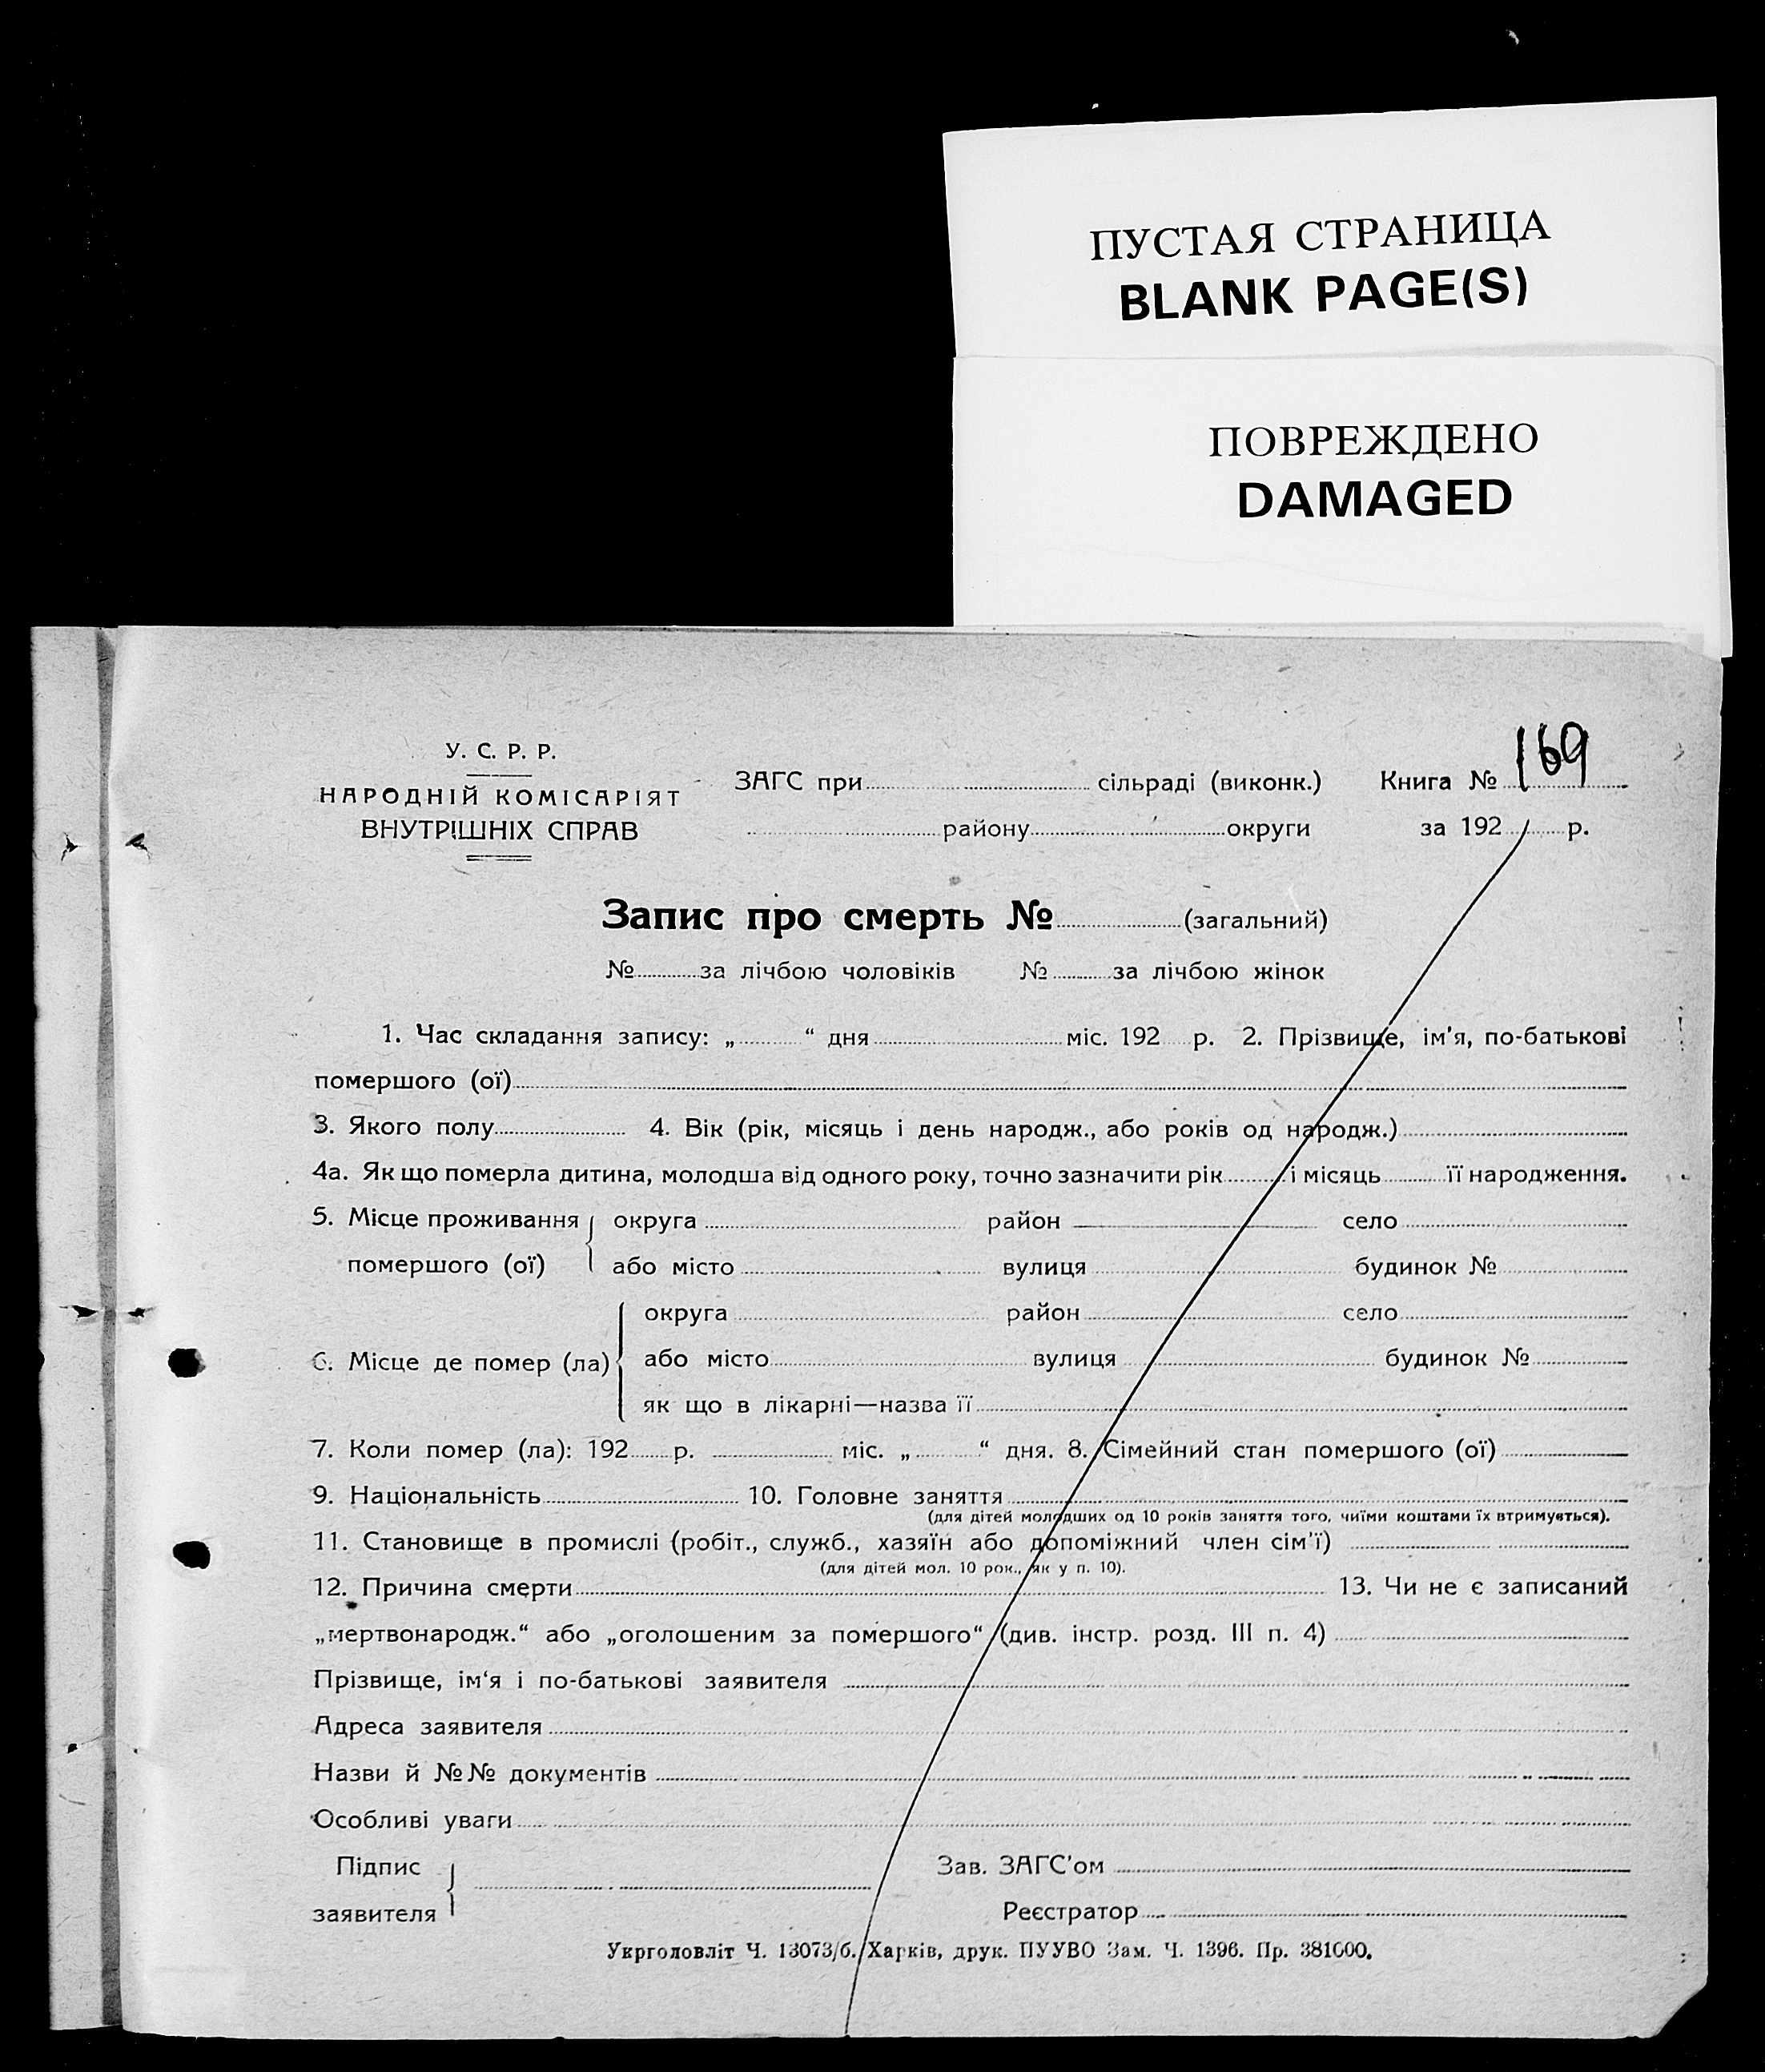 ПУСТАЯ СТРАНИЦА
BLANK PAGE(S)
ПОВРЕЖДЕНО
DAMAGED
169
У. С. Р. Р.
НАРОДНІЙ КОМІСАРІЯТ
ВНУТРІШНІХ СПРАВ
ЗАГС при сільраді (виконк.) Книга №
району округи за 192 р.
Запис про смерть № (загальний)
№ за лічбою чоловіків № за лічбою жінок
1. Час складання запису: „ “ дня міс. 192 р. 2. Прізвище, ім'я, по-батькові
помершого (ої)
3. Якого полу 4. Вік (рік, місяць і день народж., або років од народж.)
4а. Як що померла дитина, молодша від одного року, точно зазначити рік і місяць її народження.
5. Місце проживання округа район село
помершого (ої) або місто вулиця будинок №
округа район село
6. Місце де помер (ла) або місто вулиця будинок №
як що в лікарні—назва її
7. Коли помер (ла): 192 р. міс. „ “ дня. 8. Сімейний стан помершого (ої)
9. Національність 10. Головне заняття
(для дітей молодших од 10 років заняття того, чиїми коштами їх втримується).
11. Становище в промислі (робіт., служб., хазяїн або допоміжний член сім'ї)
(для дітей мол. 10 рок., як у п. 10).
12. Причина смерти 13. Чи не є записаний
„мертвонародж.“ або „оголошеним за помершого“ (див. інстр. розд. III п. 4)
Прізвище, ім‘я і по-батькові заявителя
Адреса заявителя
Назви й №№ документів
Особливі уваги
Підпис Зав. ЗАГС'ом
заявителя Реєстратор
Укрголовліт Ч. 13073/б. Харків, друк. ПУУВО Зам. Ч. 1396. Пр. 381000.